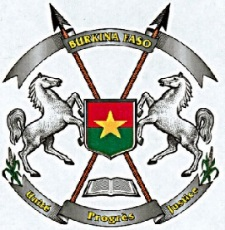 BURKINA FASO
Unité Progrès Justice